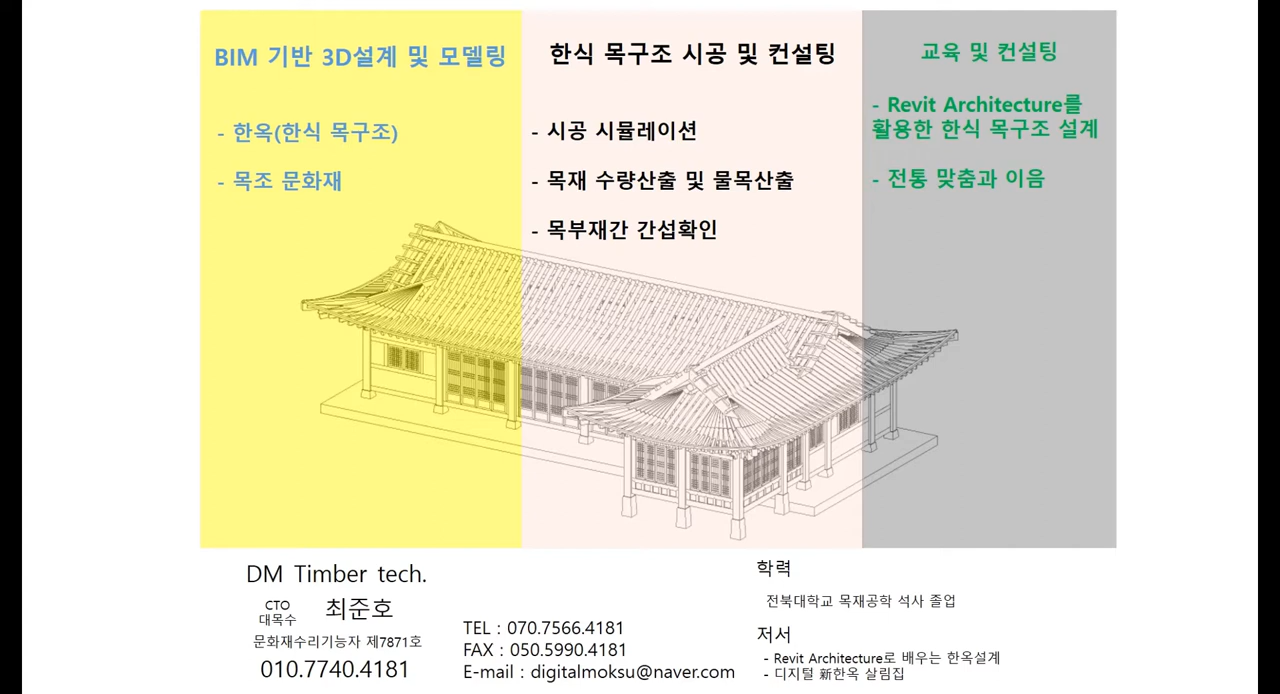 BIM 기반 3D설계 및 모델링
- 한옥(한식 목구조)
- 목조 문화재
한식 목구조 시공 및 컨설팅
- 시공 시뮬레이션
- 목재 수량산출 및 물목산출
- 목부재간 간섭확인
교육 및 컨설팅
- Revit Architecture를
활용한 한식 목구조 설계
- 전통 맞춤과 이음
DM Timber tech.
CTO
대목수
최준호
문화재수리기능자 제7871호
010.7740.4181
TEL : 070.7566.4181
FAX : 050.5990.4181
E-mail : digitalmoksu@naver.com
학력
전북대학교 목재공학 석사 졸업
저서
- Revit Architecture로 배우는 한옥설계
- 디지털 新한옥 살림집